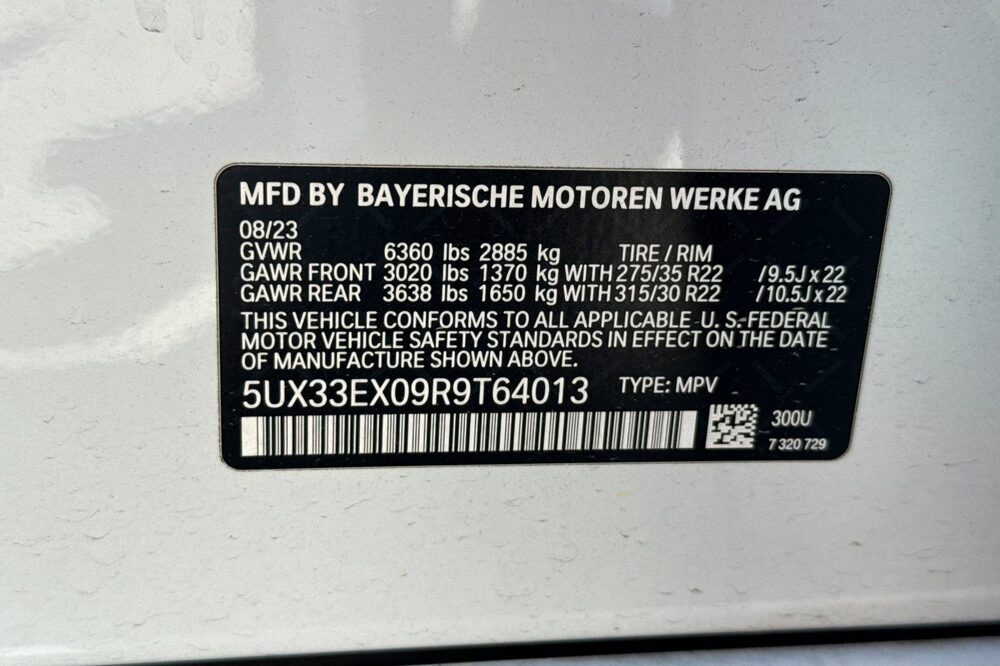 MFD BY BAYERISCHE MOTOREN WERKE AG
08/23
GVWR 6360 lbs 2885 kg TIRE / RIM
GAWR FRONT 3020 lbs 1370 kg WITH 275/35 R22 /9.5J x 22
GAWR REAR 3638 lbs 1650 kg WITH 315/30 R22 /10.5J x 22
THIS VEHICLE CONFORMS TO ALL APPLICABLE U. S. FEDERAL
MOTOR VEHICLE SAFETY STANDARDS IN EFFECT ON THE DATE
OF MANUFACTURE SHOWN ABOVE.
5UX33EX09R9T64013 TYPE: MPV
300U
7 320 729